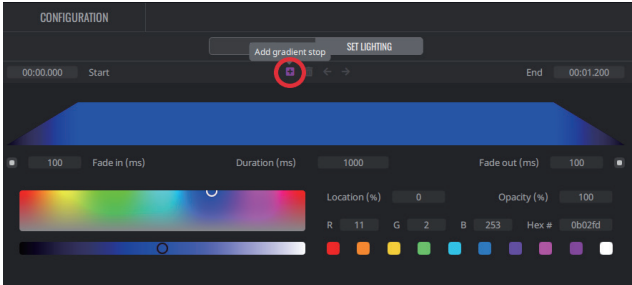 CONFIGURATION
Add gradient stop
SET LIGHTING
00:00.000 Start End 00:01.200
100 Fade in (ms) Duration (ms) 1000 Fade out (ms) 100
Location (%) 0 Opacity (%) 100
R 11 G 2 B 253 Hex # 0b02fd